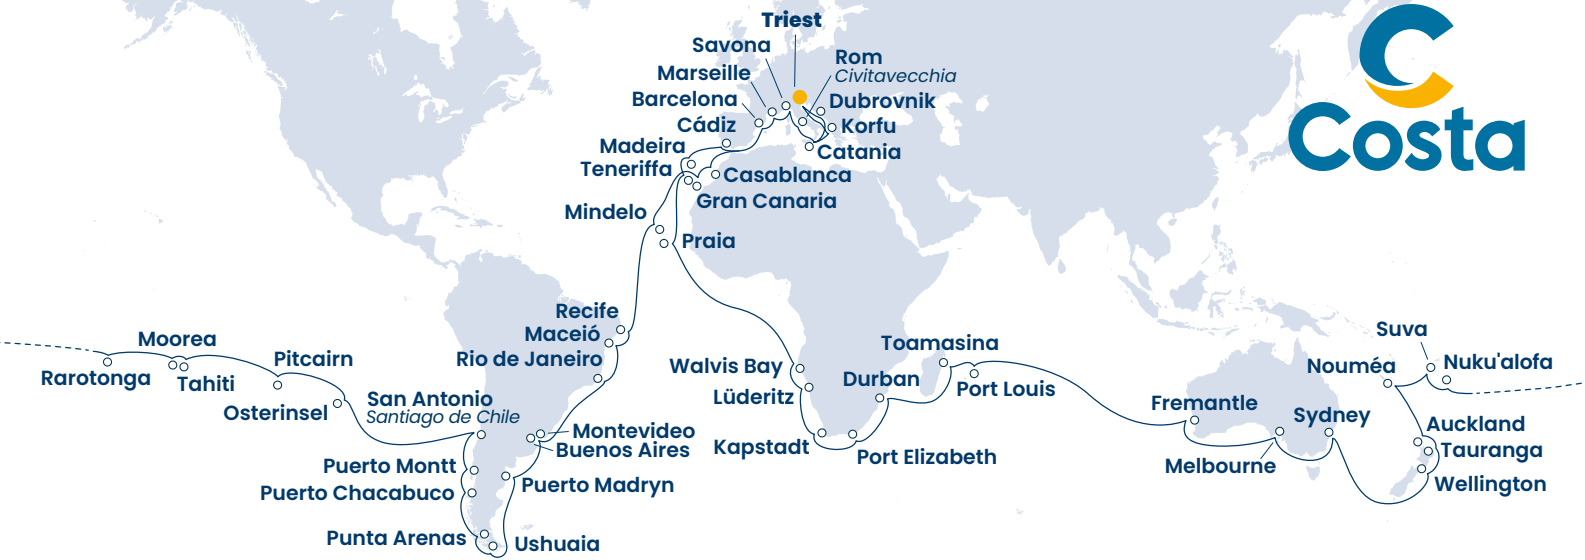 Triest
Savona
Rom
Civitavecchia
Marseille
Barcelona
Dubrovnik
Cádiz
Korfu
Madeira
Catania
Teneriffa
Casablanca
Gran Canaria
Mindelo
Praia
Costa
Recife
Maceió
Rio de Janeiro
Moorea
Pitcairn
Rarotonga
Tahiti
Osterinsel
San Antonio
Santiago de Chile
Montevideo
Buenos Aires
Puerto Montt
Puerto Chacabuco
Puerto Madryn
Punta Arenas
Ushuaia
Walvis Bay
Lüderitz
Kapstadt
Port Elizabeth
Durban
Toamasina
Port Louis
Fremantle
Melbourne
Sydney
Suva
Nouméa
Nuku'alofa
Auckland
Tauranga
Wellington